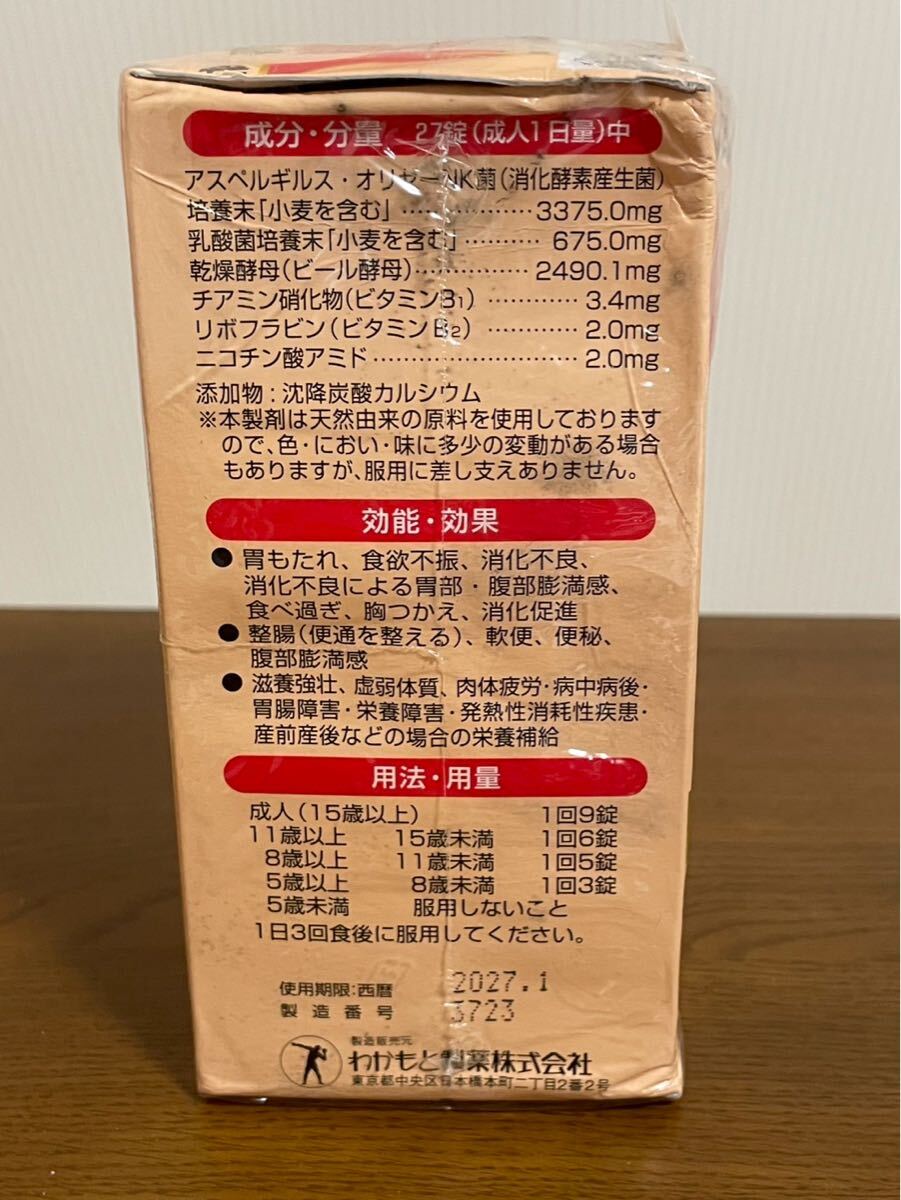 成分・分量 27錠(成人1日量)中
アスペルギルス・オリザーNK菌(消化酵素産生菌)
培養末「小麦を含む」………………3375.0mg
乳酸菌培養末「小麦を含む」……… 675.0mg
乾燥酵母(ビール酵母)……………2490.1mg
チアミン硝化物(ビタミンB1) ………… 3.4mg
リボフラビン(ビタミンB2) ………… 2.0mg
ニコチン酸アミド…………………………2.0mg
添加物:沈降炭酸カルシウム
※本製剤は天然由来の原料を使用しております
ので、色・におい・味に多少の変動がある場合
もありますが、服用に差し支えありません。
効能・効果
●胃もたれ、食欲不振、消化不良、
消化不良による胃部・腹部膨満感、
食べ過ぎ、胸つかえ、消化促進
●整腸(便通を整える)、軟便、便秘、
腹部膨満感
●滋養強壮、虚弱体質、肉体疲労・病中病後・
胃腸障害・栄養障害・発熱性消耗性疾患・
産前産後などの場合の栄養補給
用法・用量
成人(15歳以上) 1回9錠
11歳以上 15歳未満 1回6錠
8歳以上 11歳未満 1回5錠
5歳以上 8歳未満 1回3錠
5歳未満 服用しないこと
1日3回食後に服用してください。
使用期限:西暦 2027.1
製造番号 3723
製造販売元
わかもと製薬株式会社
東京都中央区日本橋本町二丁目2番2号